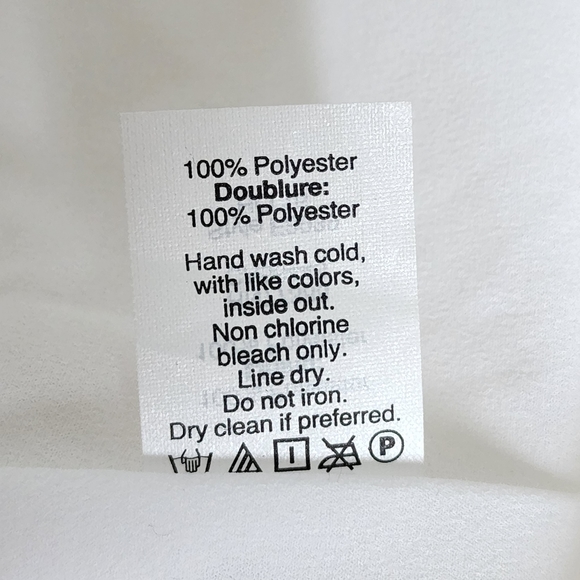 100% Polyester
Doublure:
100% Polyester
Hand wash cold,
with like colors,
inside out.
Non chlorine
bleach only.
Line dry.
Do not iron.
Dry clean if preferred.
P